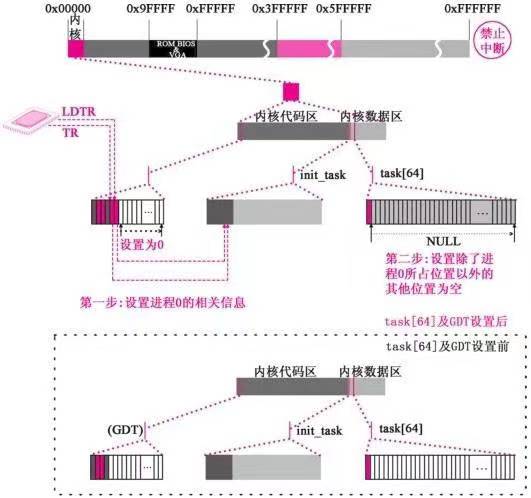 0x00000 0x9FFFF 0xFFFFF 0x3FFFFF 0x5FFFFF 0xFFFFFF
内核
ROM BIOS
&
VGA
禁止
中断
LDTR
TR
内核代码区 内核数据区
init_task
task[64]
...
...
设置为0
NULL
第一步:设置进程0的相关信息
第二步:设置除了进
程0所占位置以外的
其他位置为空
task[64]及GDT设置后
task[64]及GDT设置前
内核代码区 内核数据区
(GDT)
init_task
task[64]
...
...